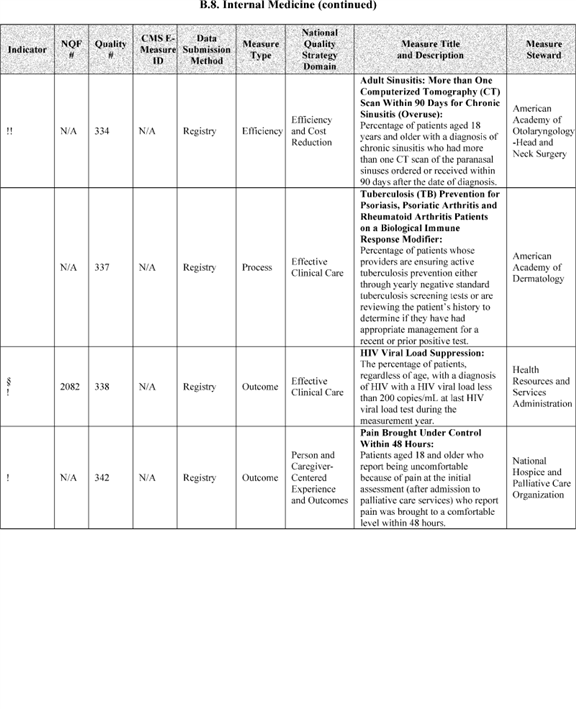 B.8. Internal Medicine (continued)
Indicator
NQF
#
Quality
#
CMS E-
Measure
ID
Data
Submission
Method
Measure
Type
National
Quality
Strategy
Domain
Measure Title
and Description
Measure
Steward
!!
N/A
334
N/A
Registry
Efficiency
Efficiency
and Cost
Reduction
Adult Sinusitis: More than One
Computerized Tomography (CT)
Scan Within 90 Days for Chronic
Sinusitis (Overuse):
Percentage of patients aged 18
years and older with a diagnosis of
chronic sinusitis who had more
than one CT scan of the paranasal
sinuses ordered or received within
90 days after the date of diagnosis.
American
Academy of
Otolaryngology
-Head and
Neck Surgery
N/A
337
N/A
Registry
Process
Effective
Clinical Care
Tuberculosis (TB) Prevention for
Psoriasis, Psoriatic Arthritis and
Rheumatoid Arthritis Patients
on a Biological Immune
Response Modifier:
Percentage of patients whose
providers are ensuring active
tuberculosis prevention either
through yearly negative standard
tuberculosis screening tests or are
reviewing the patient's history to
determine if they have had
appropriate management for a
recent or prior positive test.
American
Academy of
Dermatology
§
!
2082
338
N/A
Registry
Outcome
Effective
Clinical Care
HIV Viral Load Suppression:
The percentage of patients,
regardless of age, with a diagnosis
of HIV with a HIV viral load less
than 200 copies/mL at last HIV
viral load test during the
measurement year.
Health
Resources and
Services
Administration
!
N/A
342
N/A
Registry
Outcome
Person and
Caregiver-
Centered
Experience
and Outcomes
Pain Brought Under Control
Within 48 Hours:
Patients aged 18 and older who
report being uncomfortable
because of pain at the initial
assessment (after admission to
palliative care services) who report
pain was brought to a comfortable
level within 48 hours.
National
Hospice and
Palliative Care
Organization